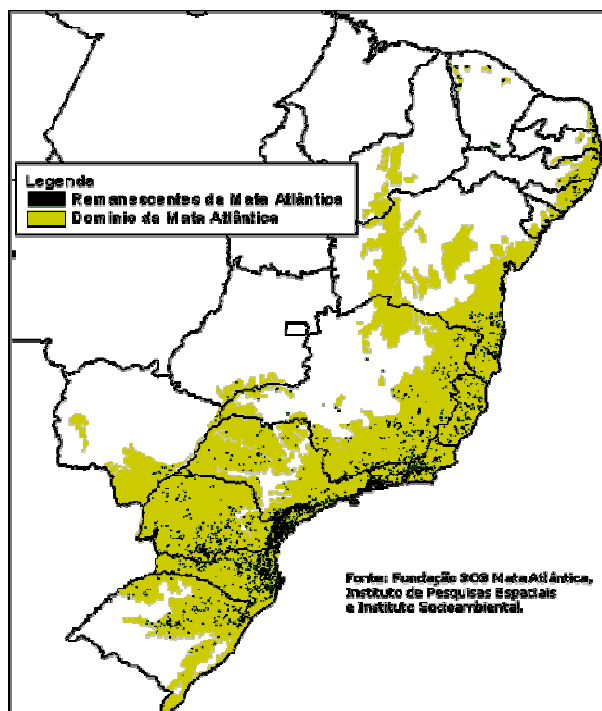 Legenda
Remanescentes da Mata Atlântica
Domínio da Mata Atlântica
Fonte: Fundação SOS Mata Atlântica,
Instituto de Pesquisas Espaciais
e Instituto Socioambiental.